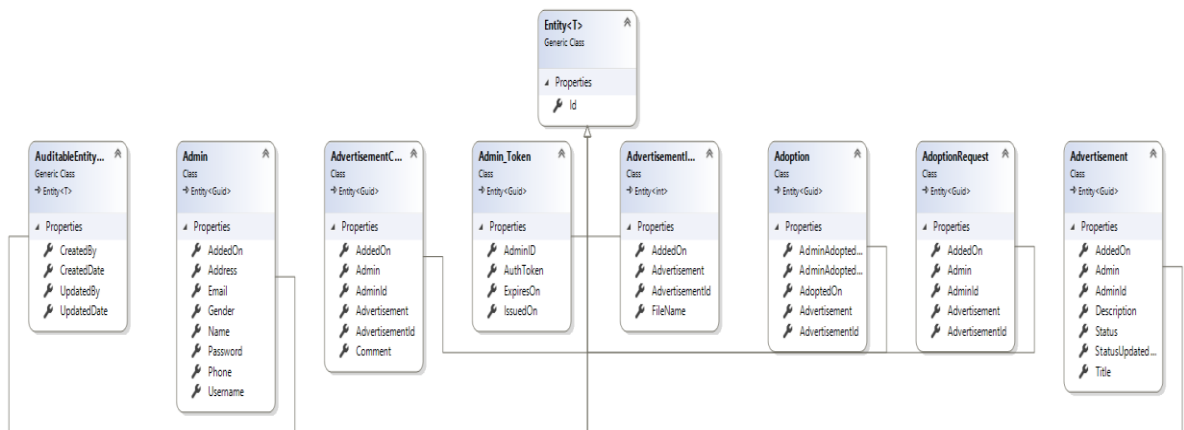 Entity<T>
Generic Class
Properties
Id
AuditableEntity...
Generic Class
Entity<T>
Properties
CreatedBy
CreatedDate
UpdatedBy
UpdatedDate
Admin
Class
Entity<Guid>
Properties
AddedOn
Address
Email
Gender
Name
Password
Phone
Username
AdvertisementC...
Class
Entity<Guid>
Properties
AddedOn
Admin
AdminId
Advertisement
AdvertisementId
Comment
Admin_Token
Class
Entity<Guid>
Properties
AdminID
AuthToken
ExpiresOn
IssuedOn
AdvertisementI...
Class
Entity<int>
Properties
AddedOn
Advertisement
AdvertisementId
FileName
Adoption
Class
Entity<Guid>
Properties
AdminAdopted...
AdminAdopted...
AdoptedOn
Advertisement
AdvertisementId
AdoptionRequest
Class
Entity<Guid>
Properties
AddedOn
Admin
AdminId
Advertisement
AdvertisementId
Advertisement
Class
Entity<Guid>
Properties
AddedOn
Admin
AdminId
Description
Status
StatusUpdated...
Title